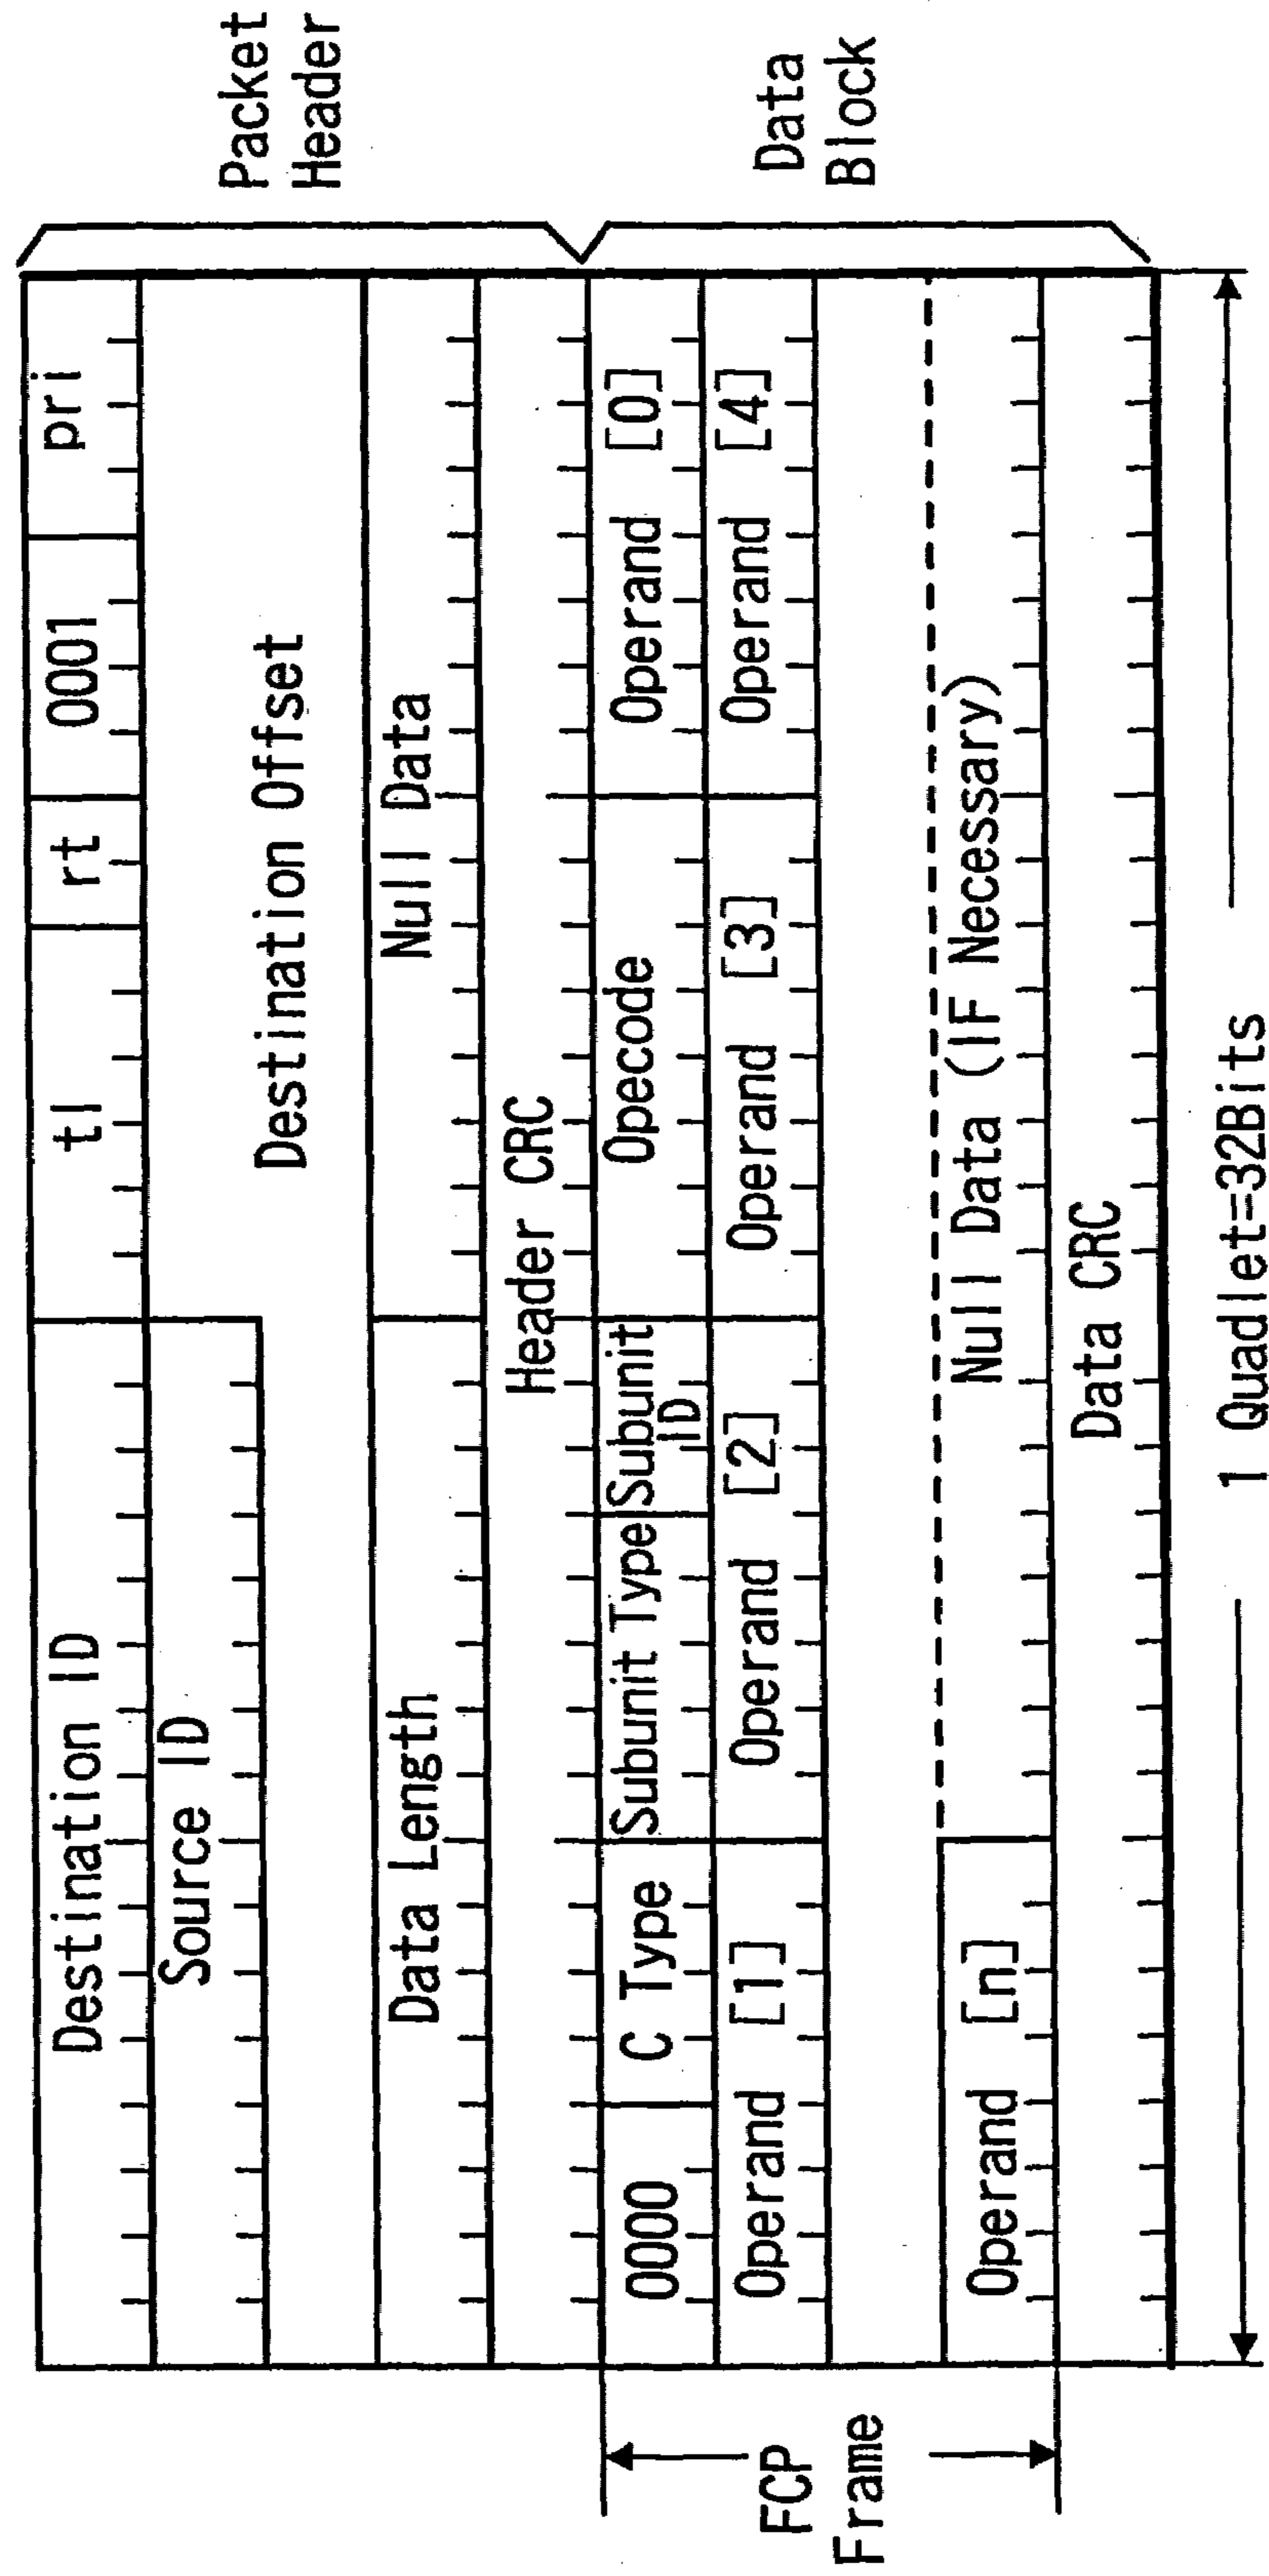 Destination ID tl rt 0001 pri
Source ID
Destination Offset
Data Length Null Data
Header CRC
Packet
Header
0000 C Type Subunit Type Subunit ID Opecode Operand [0]
Operand [1] Operand [2] Operand [3] Operand [4]
Operand [n] Null Data (IF Necessary)
Data CRC
Data
Block
FCP
Frame
1 Quadlet=32Bits